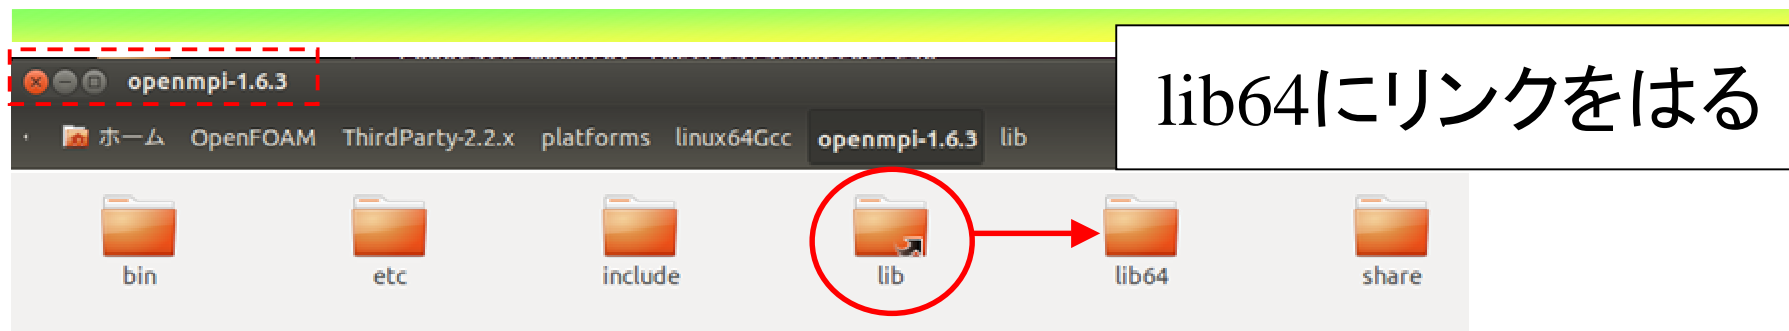 lib64にリンクをはる
openmpi-1.6.3
ホーム OpenFOAM ThirdParty-2.2.x platforms linux64Gcc openmpi-1.6.3 lib
bin etc include lib lib64 share